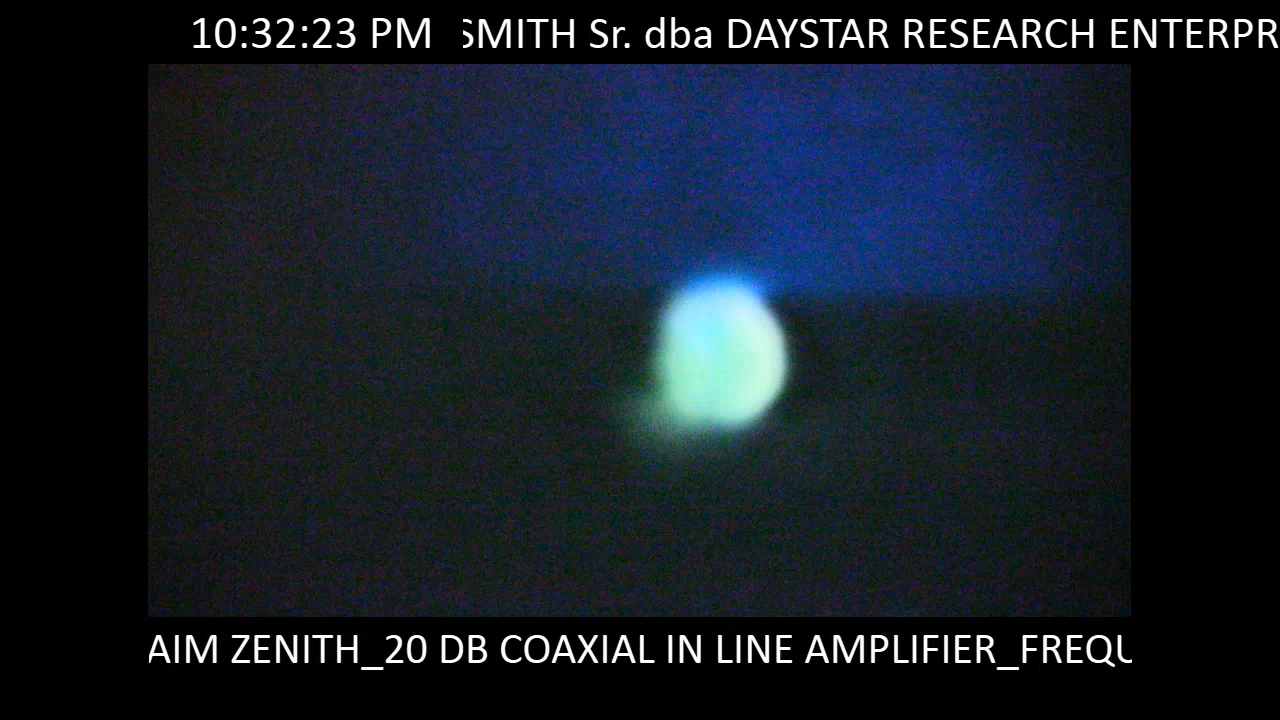 10:32:23 PM SMITH Sr. dba DAYSTAR RESEARCH ENTERPR
AIM ZENITH_20 DB COAXIAL IN LINE AMPLIFIER_FREQU